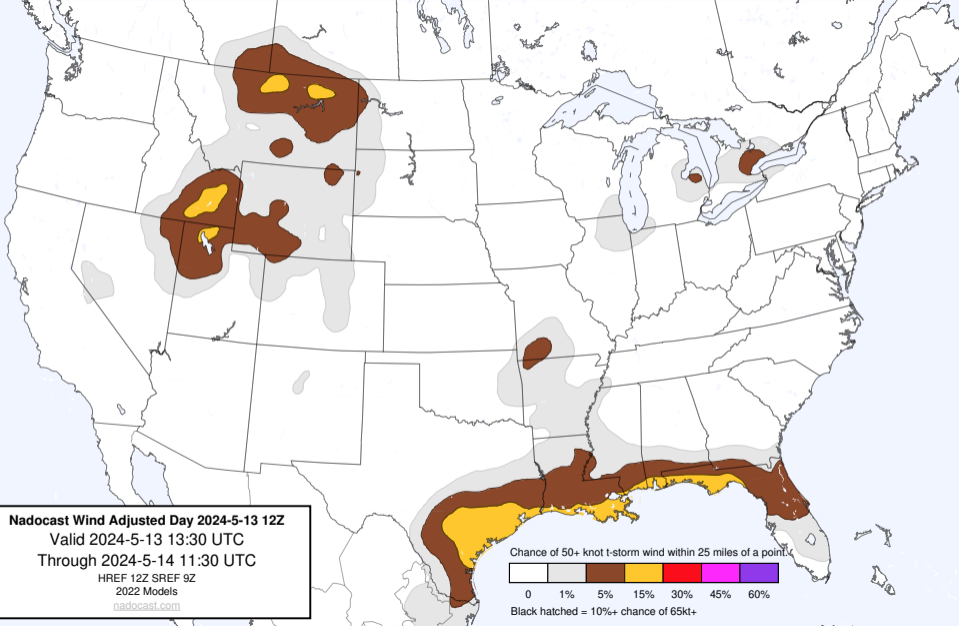 Nadocast Wind Adjusted Day 2024-5-13 12Z
Valid 2024-5-13 13:30 UTC
Through 2024-5-14 11:30 UTC
HREF 12Z SREF 9Z
2022 Models
nadocast.com
Chance of 50+ knot t-storm wind within 25 miles of a point.
0 1% 5% 15% 30% 45% 60%
Black hatched = 10%+ chance of 65kt+